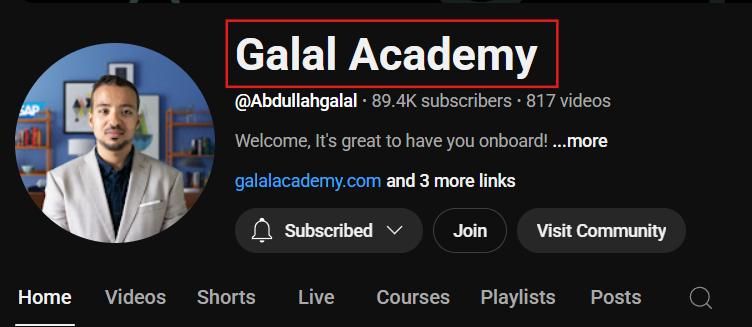 Galal Academy
SAP
@Abdullahgalal · 89.4K subscribers · 817 videos
Welcome, It's great to have you onboard! ...more
galalacademy.com and 3 more links
Subscribed Join Visit Community
Home Videos Shorts Live Courses Playlists Posts